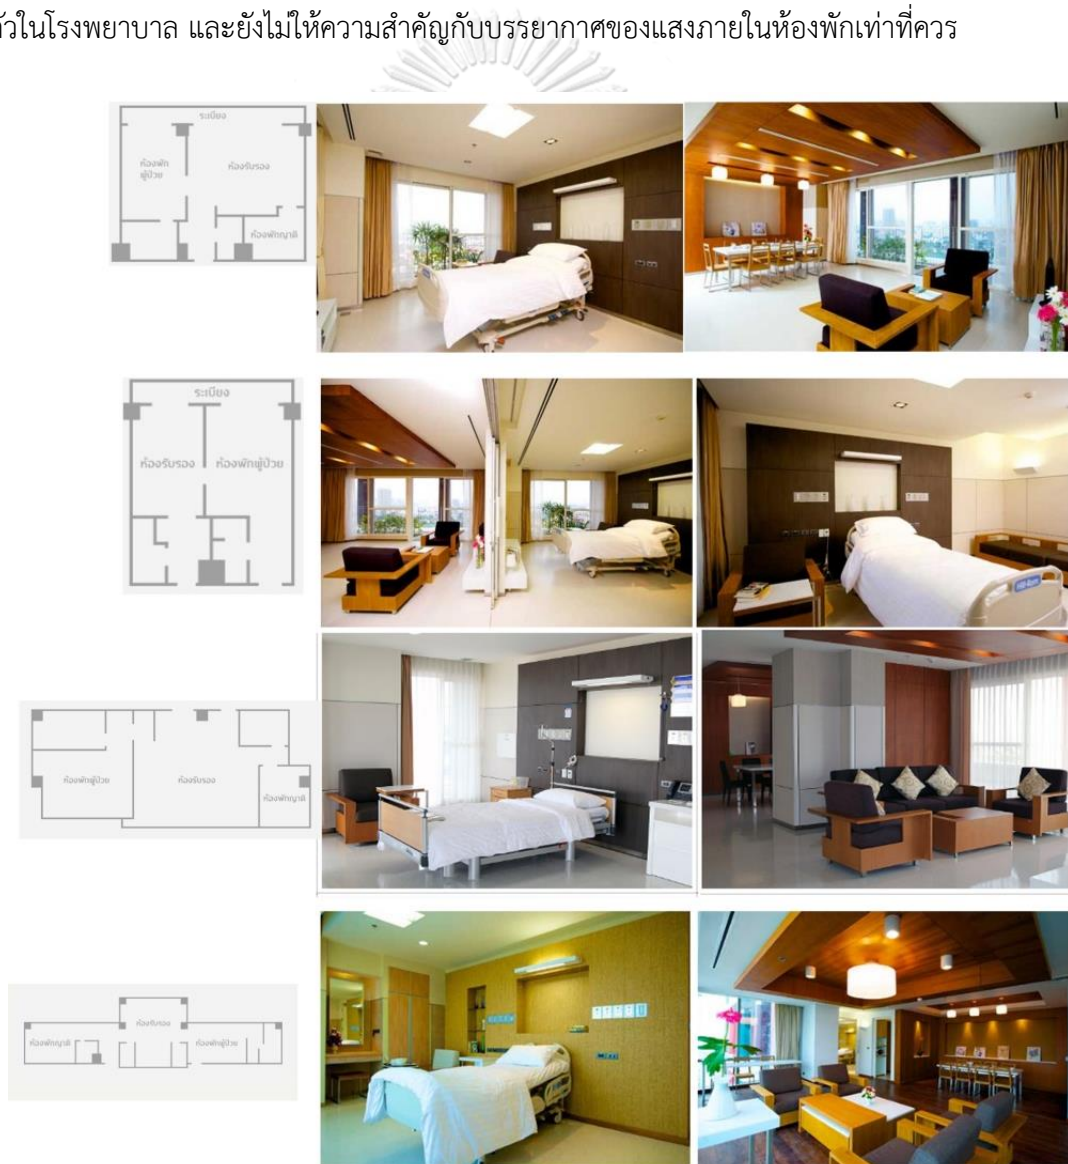 ตัวในโรงพยาบาล และยังไม่ให้ความสำคัญกับบรรยากาศของแสงภายในห้องพักเท่าที่ควร
ระเบียง
ห้องพัก
ผู้ป่วย
ห้องรับรอง
ห้องพักญาติ
ระเบียง
ห้องรับรอง
ห้องพักผู้ป่วย
Hill-Rom
ห้องพักผู้ป่วย
ห้องรับรอง
ห้องพักญาติ
ห้องรับรอง
ห้องพักญาติ
ห้องพักผู้ป่วย